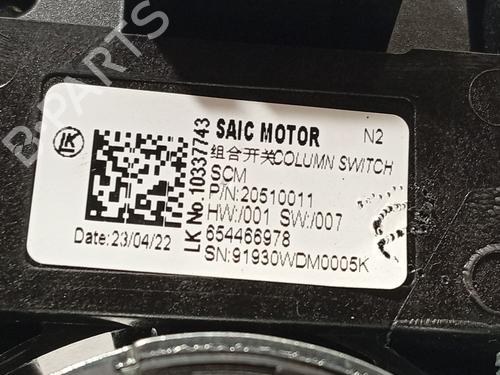 B-PARTS
SAIC MOTOR N2
组合开关COLUMN SWITCH
SCM
P/N:20510011
HW:/001 SW:/007
654466978
SN:91930WDM0005K
LK No. 10337743
LK
Date:23/04/22